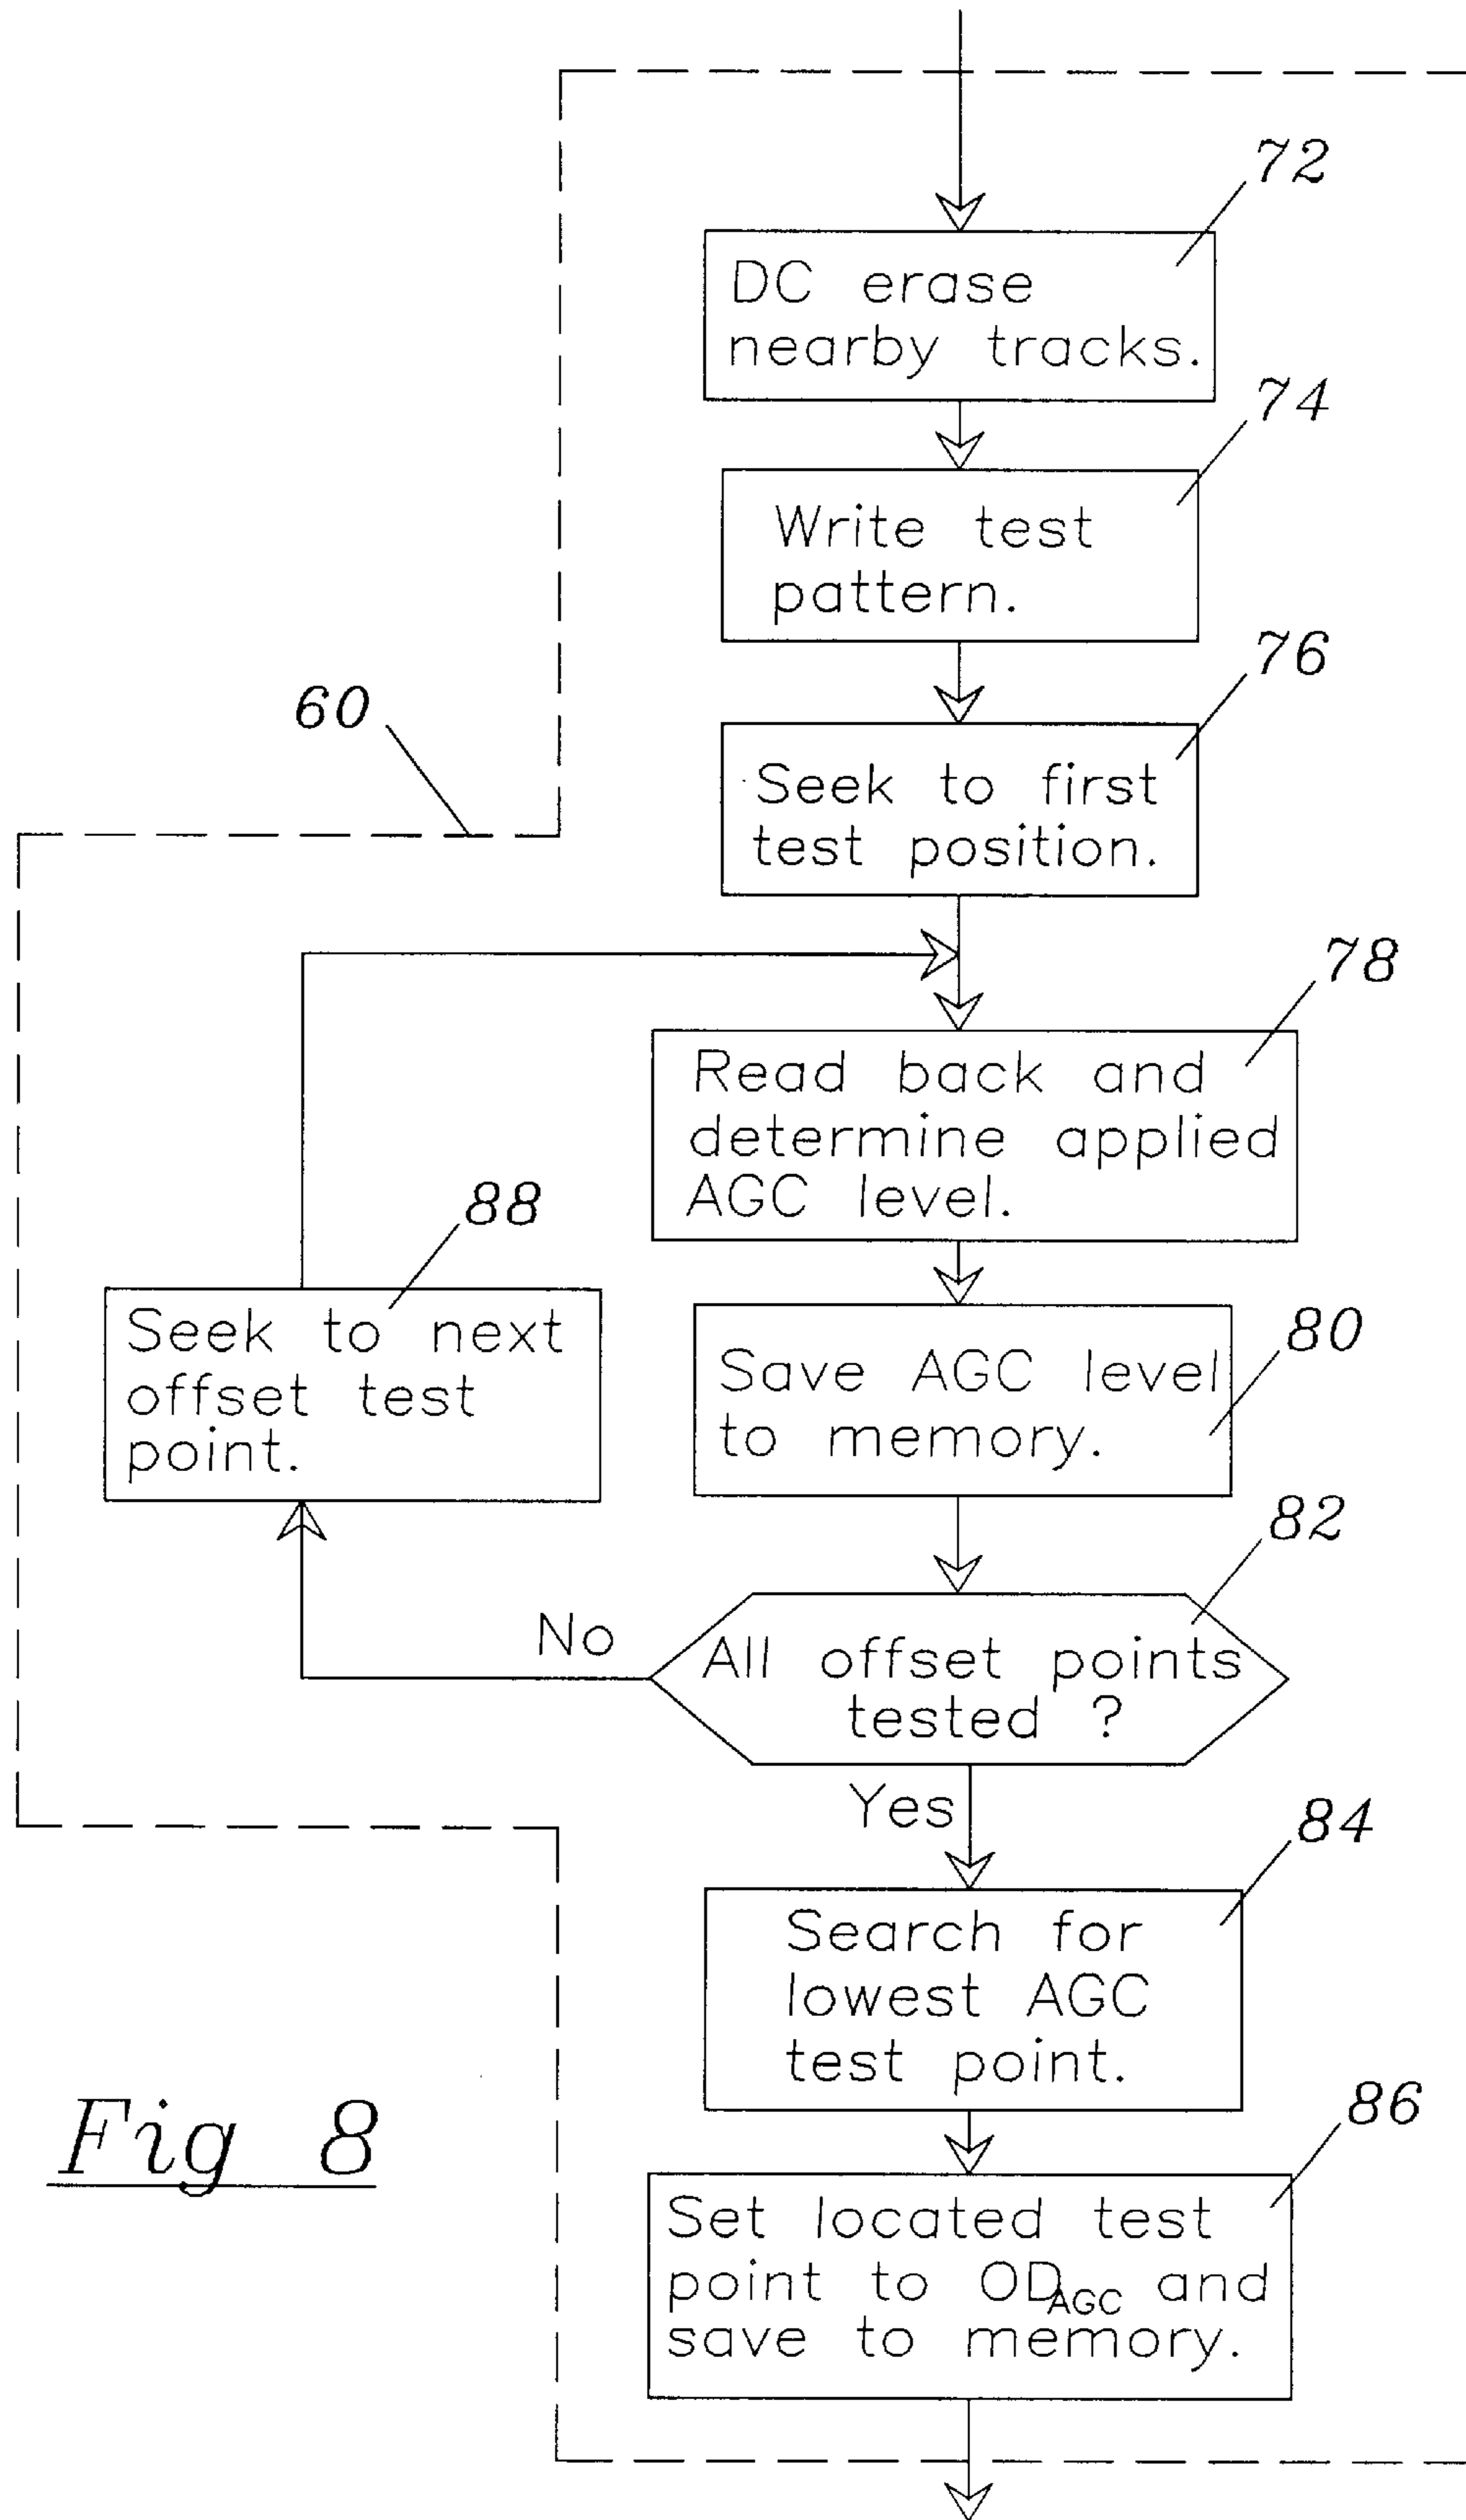 72
DC erase
nearby tracks.
74
Write test
pattern.
76
60
Seek to first
test position.
78
Read back and
determine applied
AGC level.
88
Seek to next
offset test
point.
80
Save AGC level
to memory.
82
No
All offset points
tested ?
Yes
84
Search for
lowest AGC
test point.
86
Set located test
point to ODAGC and
save to memory.
Fig 8